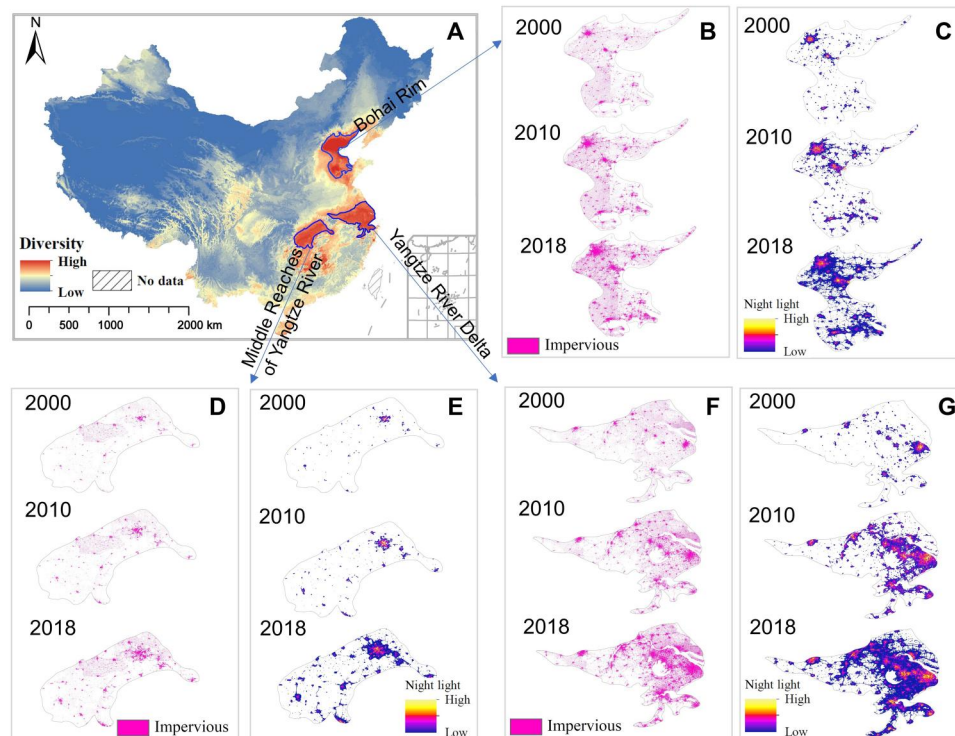 N
A
Bohai Rim
Diversity
High
Low
No data
0 500 1000 2000 km
Middle Reaches
of Yangtze River
Yangtze River Delta
B
2000
2010
2018
Impervious
C
Night light
High
Low
D
2000
2010
2018
Impervious
E
Night light
High
Low
F
2000
2010
2018
Impervious
G
Night light
High
Low
2000
2010
2018
2000
2010
2018
2000
2010
2018